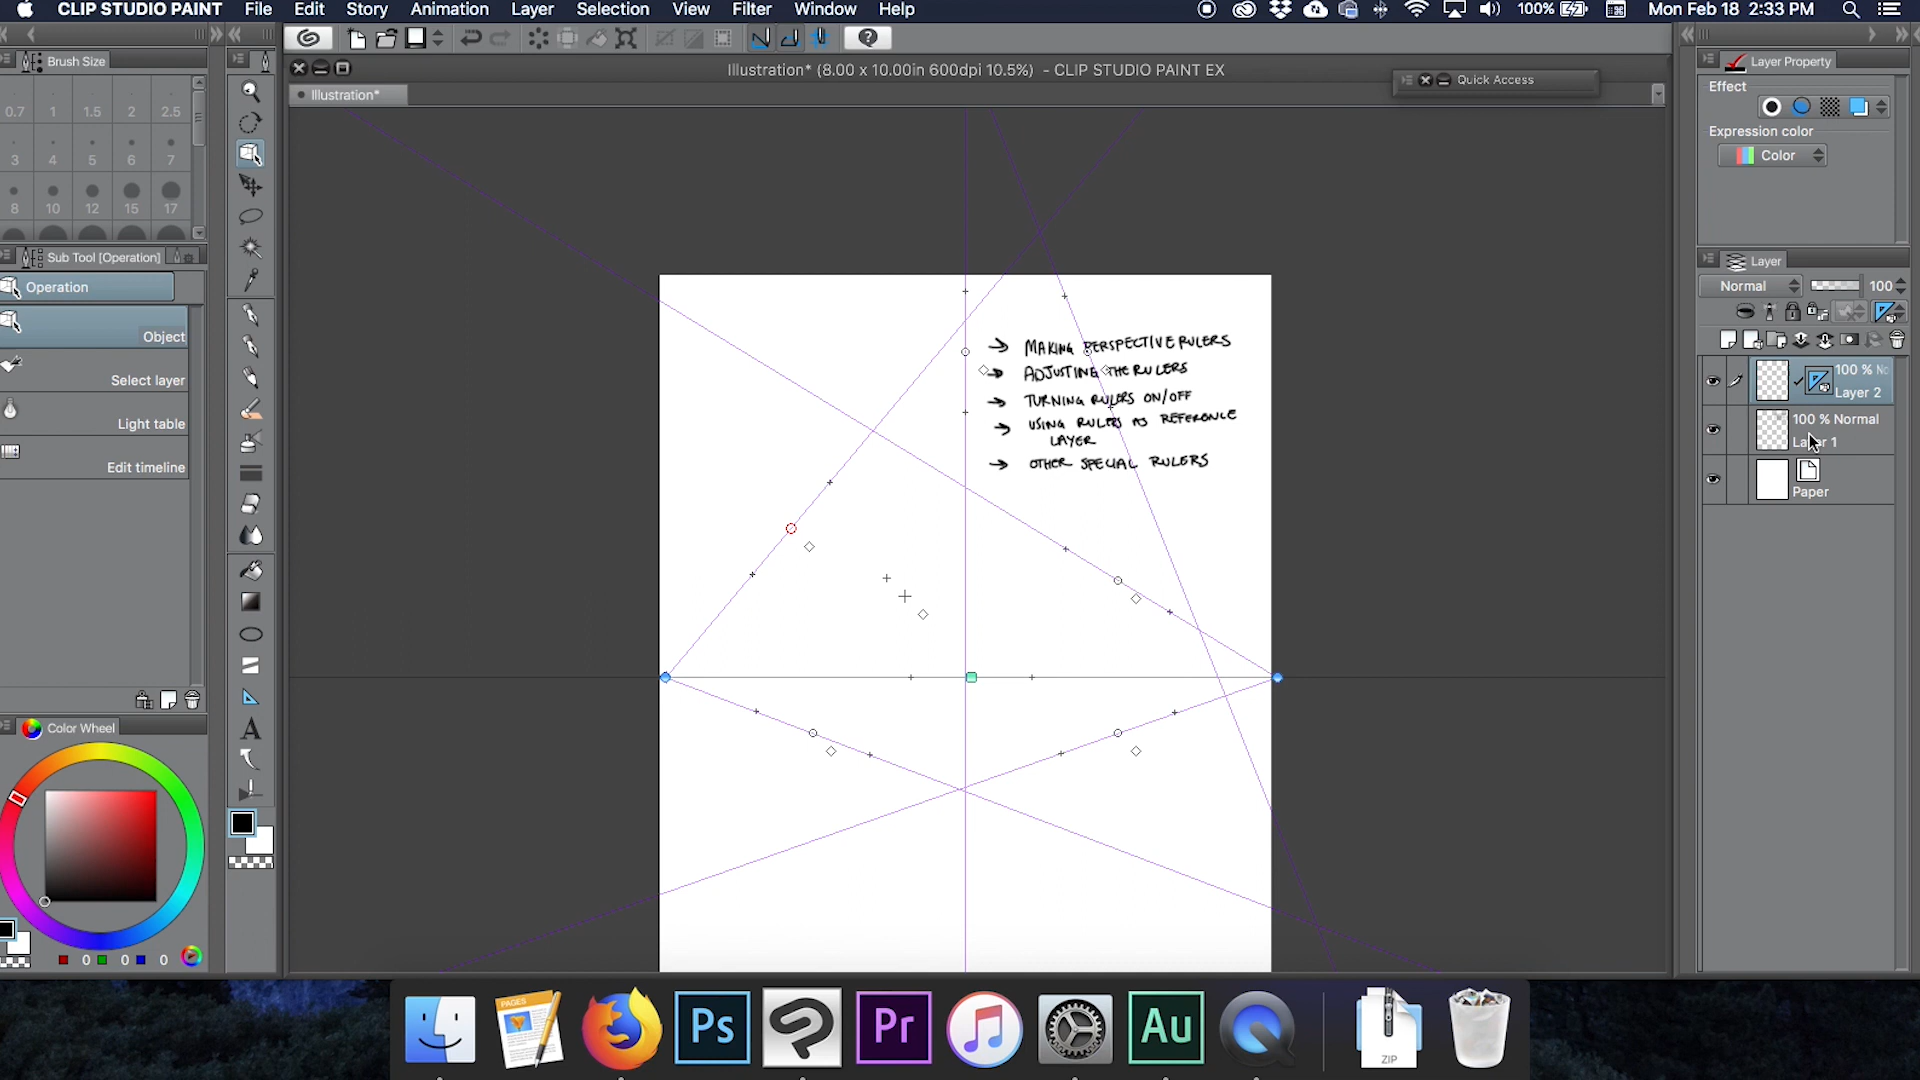 CLIP STUDIO PAINT File Edit Story Animation Layer Selection View Filter Window Help 100% Mon Feb 18 2:33 PM
Illustration* (8.00 x 10.00in 600dpi 10.5%) - CLIP STUDIO PAINT EX
Illustration*
Quick Access
Brush Size
0.7 1 1.5 2 2.5
3 4 5 6 7
8 10 12 15 17
Sub Tool [Operation]
Operation
Object
Select layer
Light table
Edit timeline
Color Wheel
0 0 0
→ MAKING PERSPECTIVE RULERS
→ ADJUSTING THE RULERS
→ TURNING RULERS ON/OFF
→ USING RULERS AS REFERENCE
LAYER
→ OTHER SPECIAL RULERS
Layer Property
Effect
Expression color
Color
Layer
Normal 100
100 % No
Layer 2
100 % Normal
Layer 1
Paper
PAGES
Ps
Pr
Au
ZIP